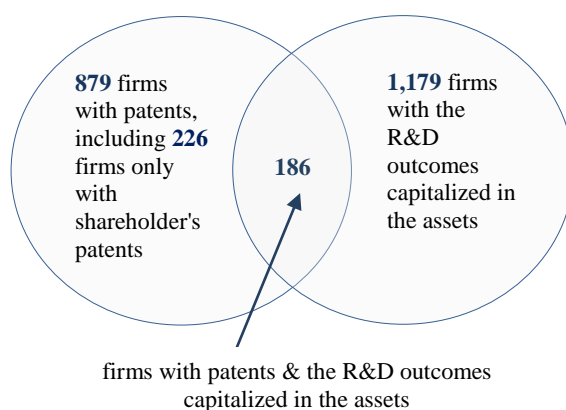 879 firms
with patents,
including 226
firms only
with
shareholder's
patents
186
1,179 firms
with the
R&D
outcomes
capitalized in
the assets
firms with patents & the R&D outcomes
capitalized in the assets